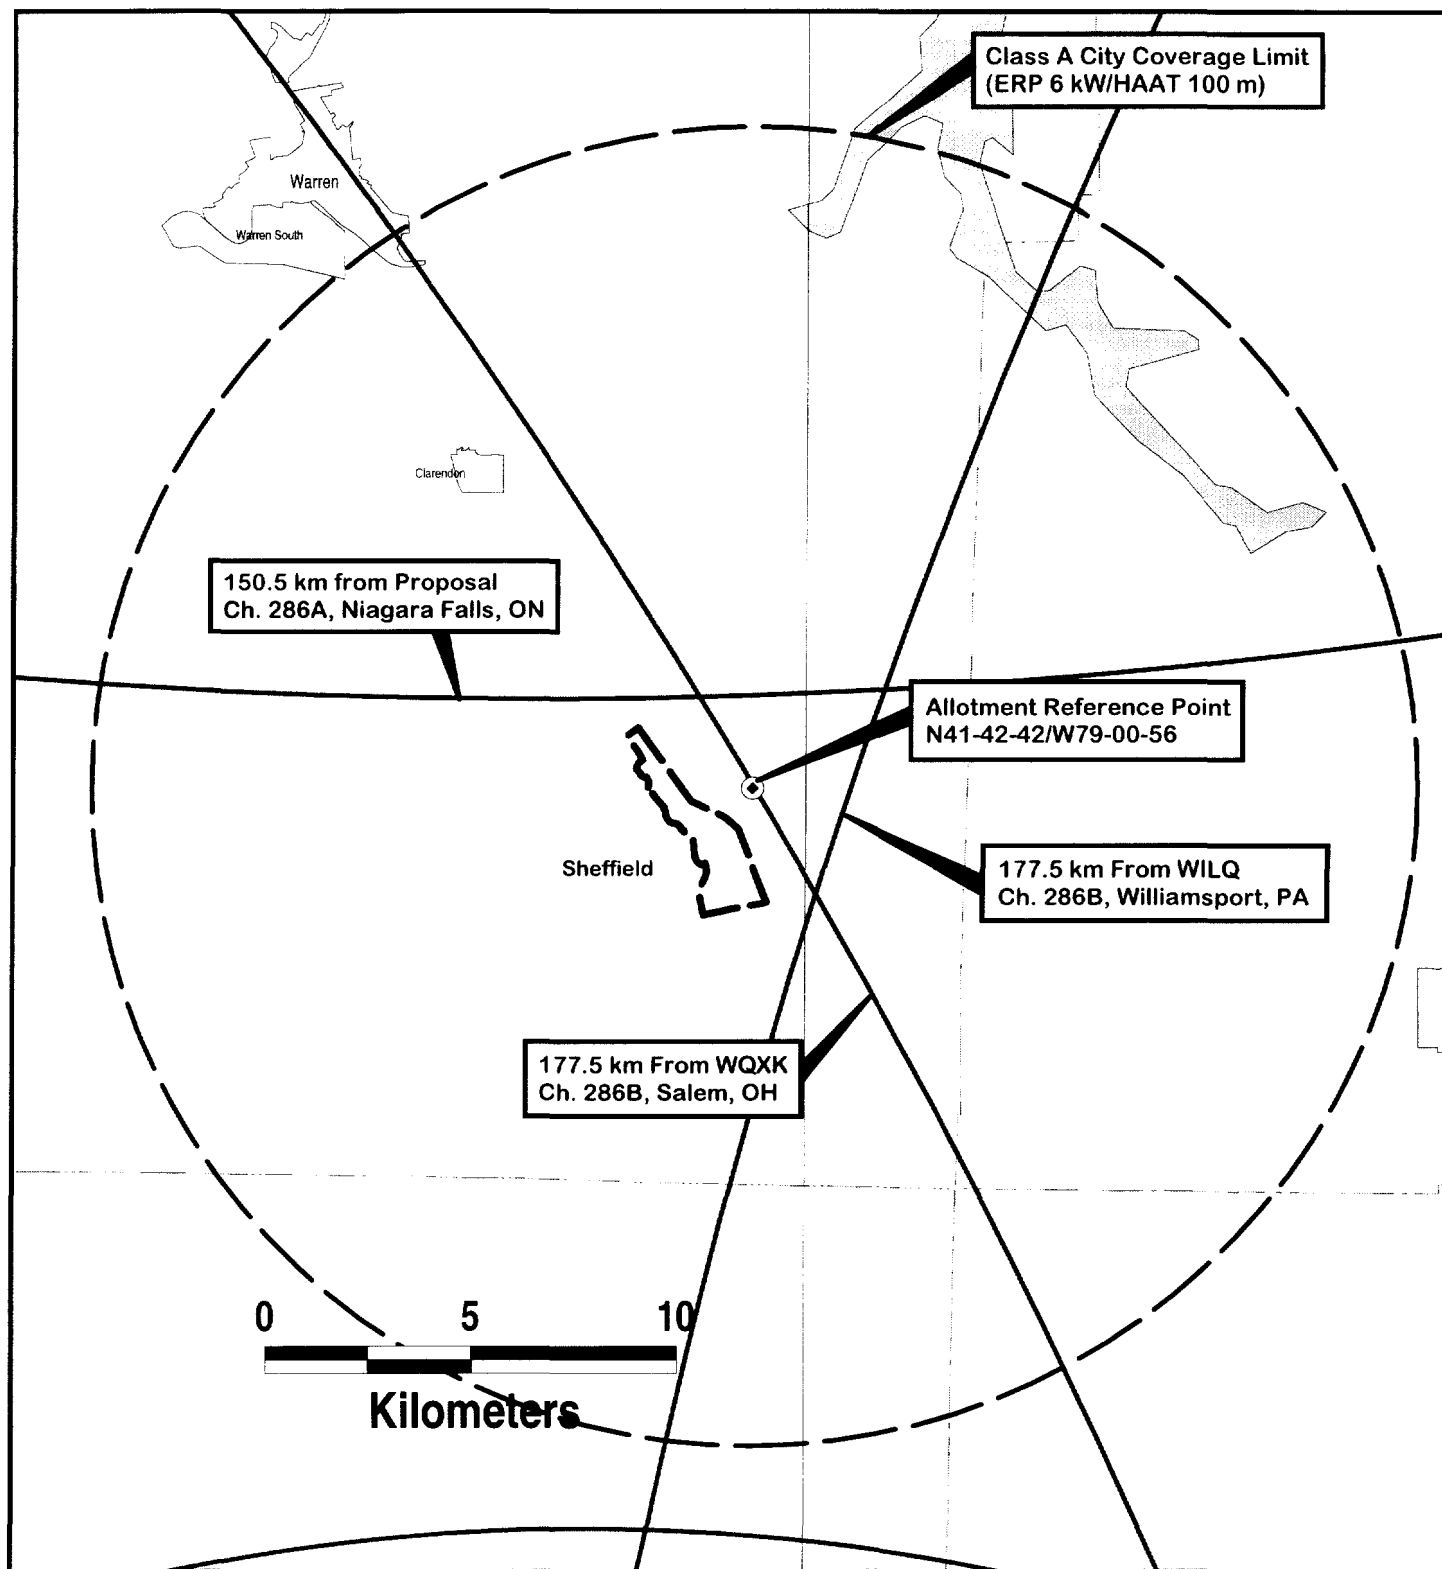 Class A City Coverage Limit
(ERP 6 kW/HAAT 100 m)
Warren
Warren South
Clarendon
150.5 km from Proposal
Ch. 286A, Niagara Falls, ON
Allotment Reference Point
N41-42-42/W79-00-56
Sheffield
177.5 km From WILQ
Ch. 286B, Williamsport, PA
177.5 km From WQXK
Ch. 286B, Salem, OH
0 5 10
Kilometers